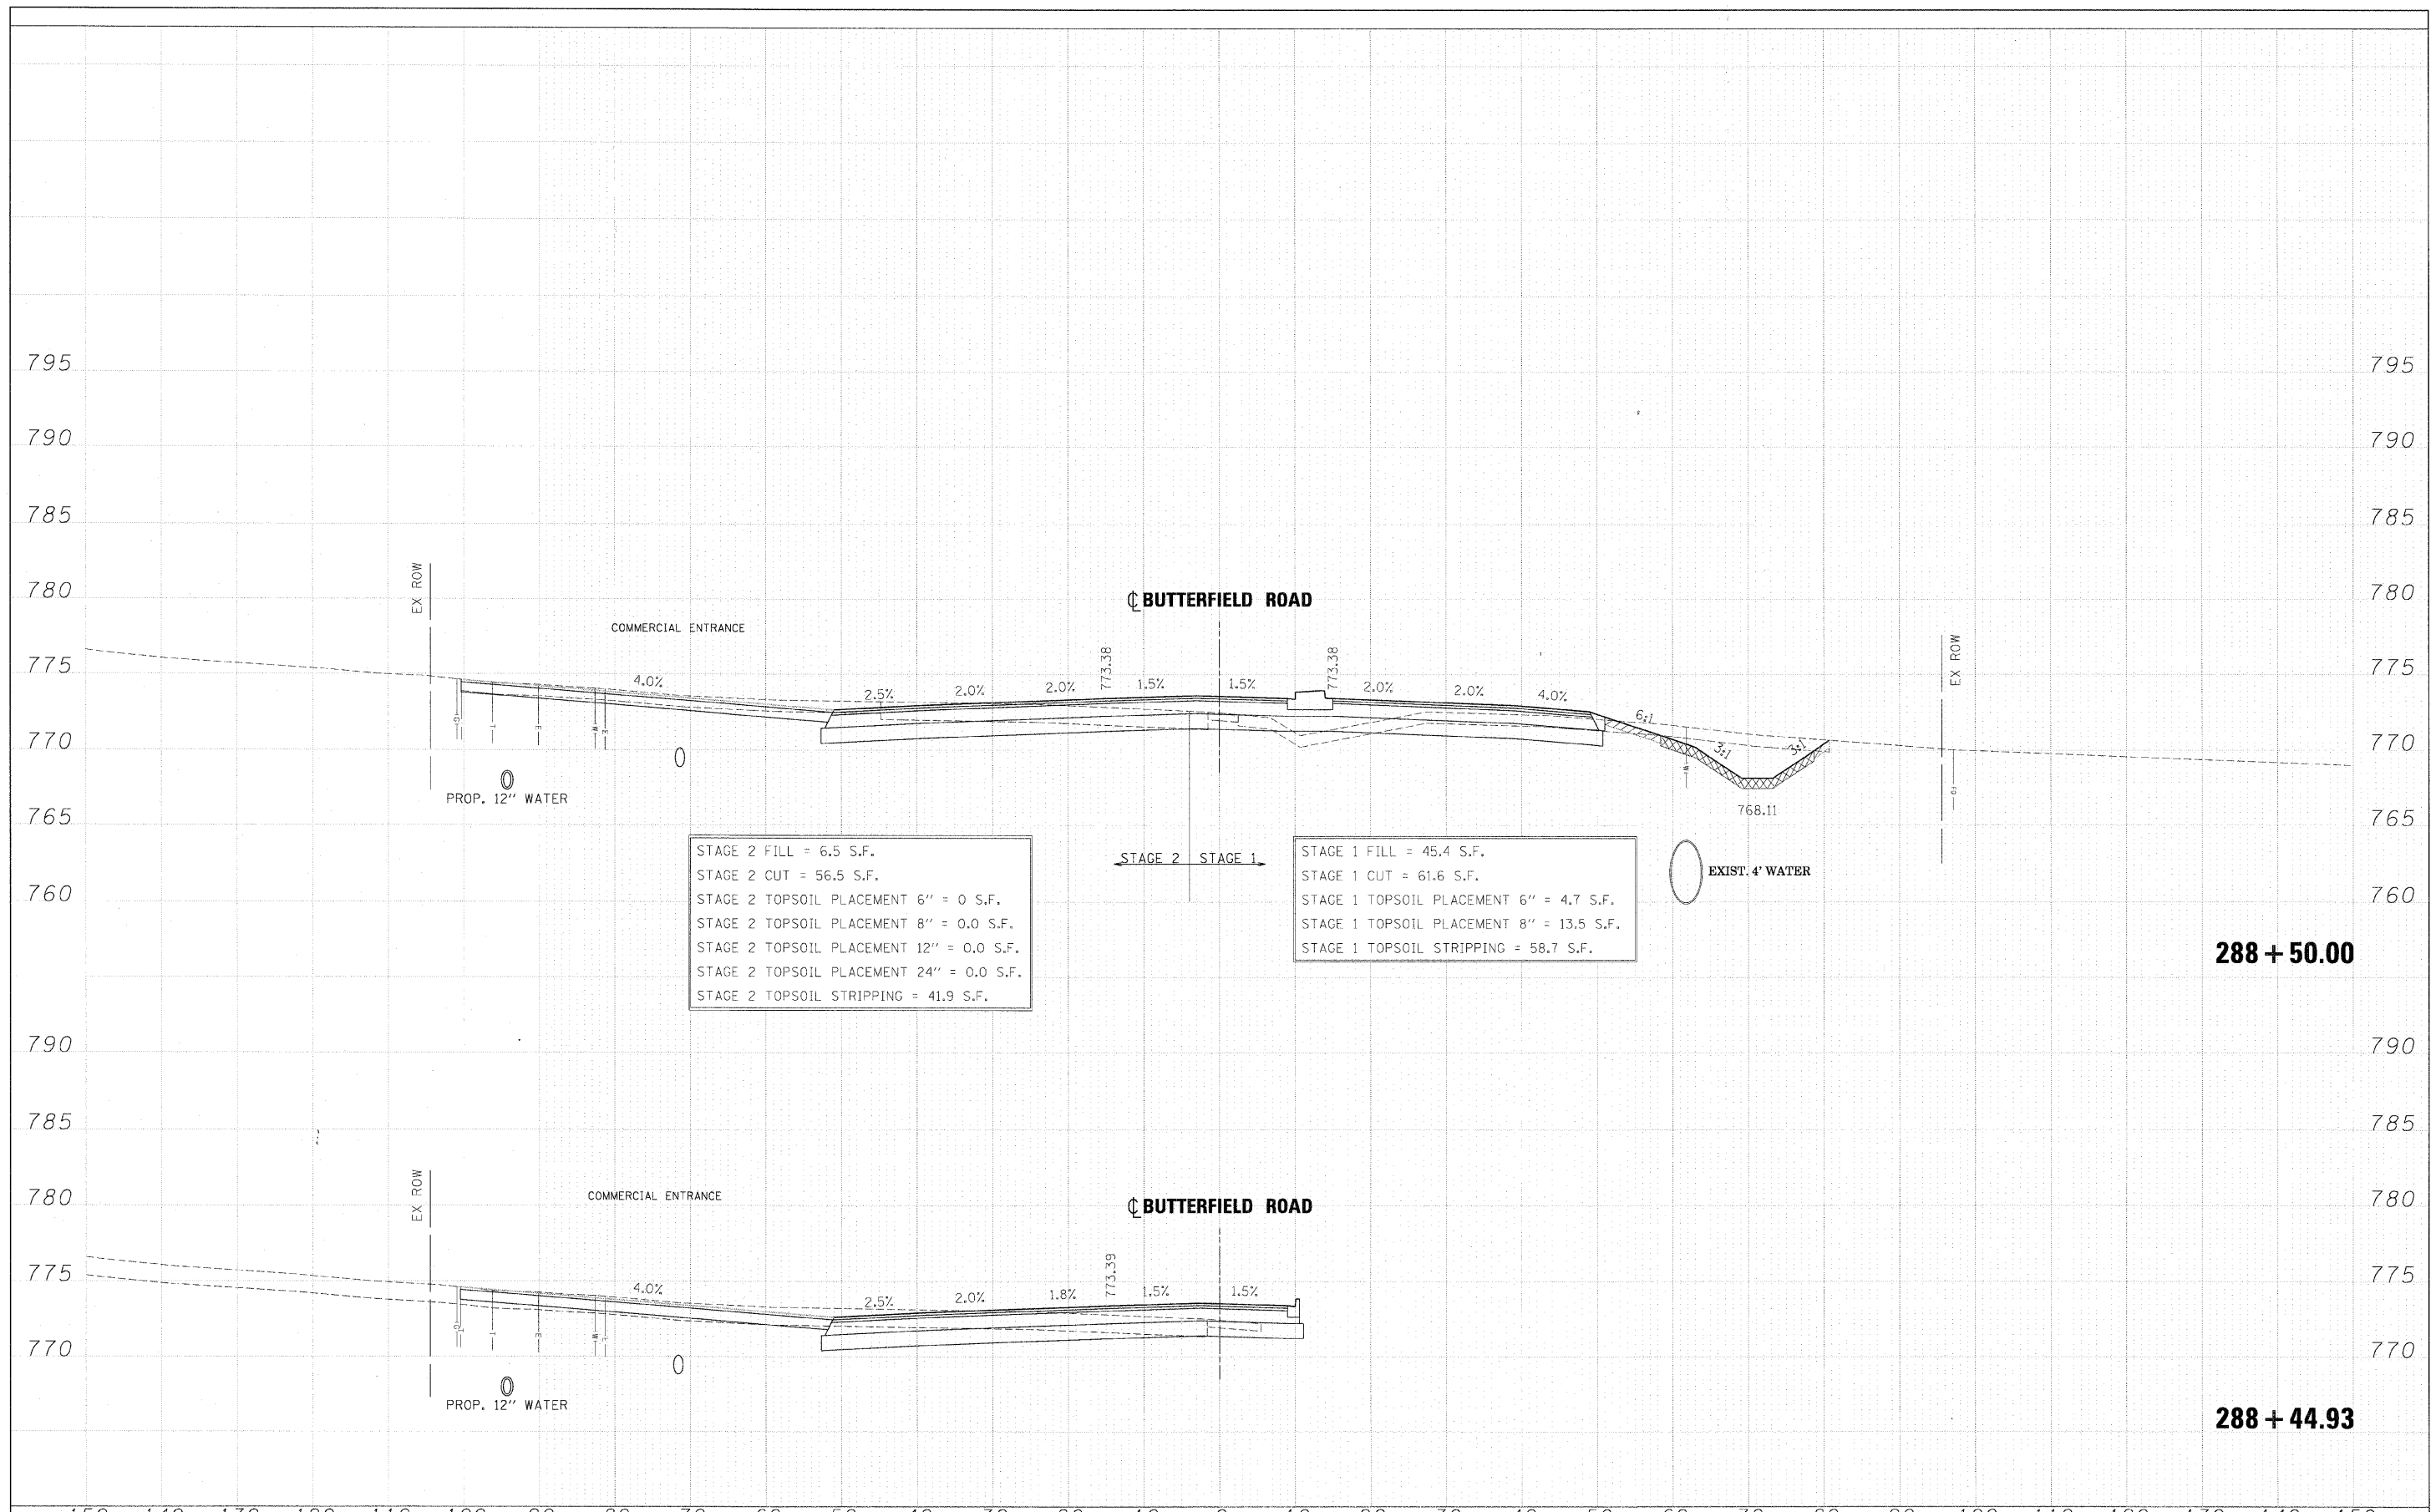 795 795
790 790
785 785
780 780
EX ROW
℄ BUTTERFIELD ROAD
COMMERCIAL ENTRANCE
EX ROW
775 775
4.0% 2.5% 2.0% 2.0% 773.38 1.5% 1.5% 773.38 2.0% 2.0% 4.0%
6:1
3:1 3:1
770 770
PROP. 12'' WATER
768.11
765 765
STAGE 2 STAGE 1
STAGE 2 FILL = 6.5 S.F.
STAGE 2 CUT = 56.5 S.F.
STAGE 2 TOPSOIL PLACEMENT 6'' = 0 S.F.
STAGE 2 TOPSOIL PLACEMENT 8'' = 0.0 S.F.
STAGE 2 TOPSOIL PLACEMENT 12'' = 0.0 S.F.
STAGE 2 TOPSOIL PLACEMENT 24'' = 0.0 S.F.
STAGE 2 TOPSOIL STRIPPING = 41.9 S.F.
STAGE 1 FILL = 45.4 S.F.
STAGE 1 CUT = 61.6 S.F.
STAGE 1 TOPSOIL PLACEMENT 6'' = 4.7 S.F.
STAGE 1 TOPSOIL PLACEMENT 8'' = 13.5 S.F.
STAGE 1 TOPSOIL STRIPPING = 58.7 S.F.
EXIST. 4' WATER
760 760
288 + 50.00
790 790
785 785
780 780
EX ROW
COMMERCIAL ENTRANCE
℄ BUTTERFIELD ROAD
775 775
4.0% 2.5% 2.0% 1.8% 773.39 1.5% 1.5%
770 770
PROP. 12'' WATER
288 + 44.93